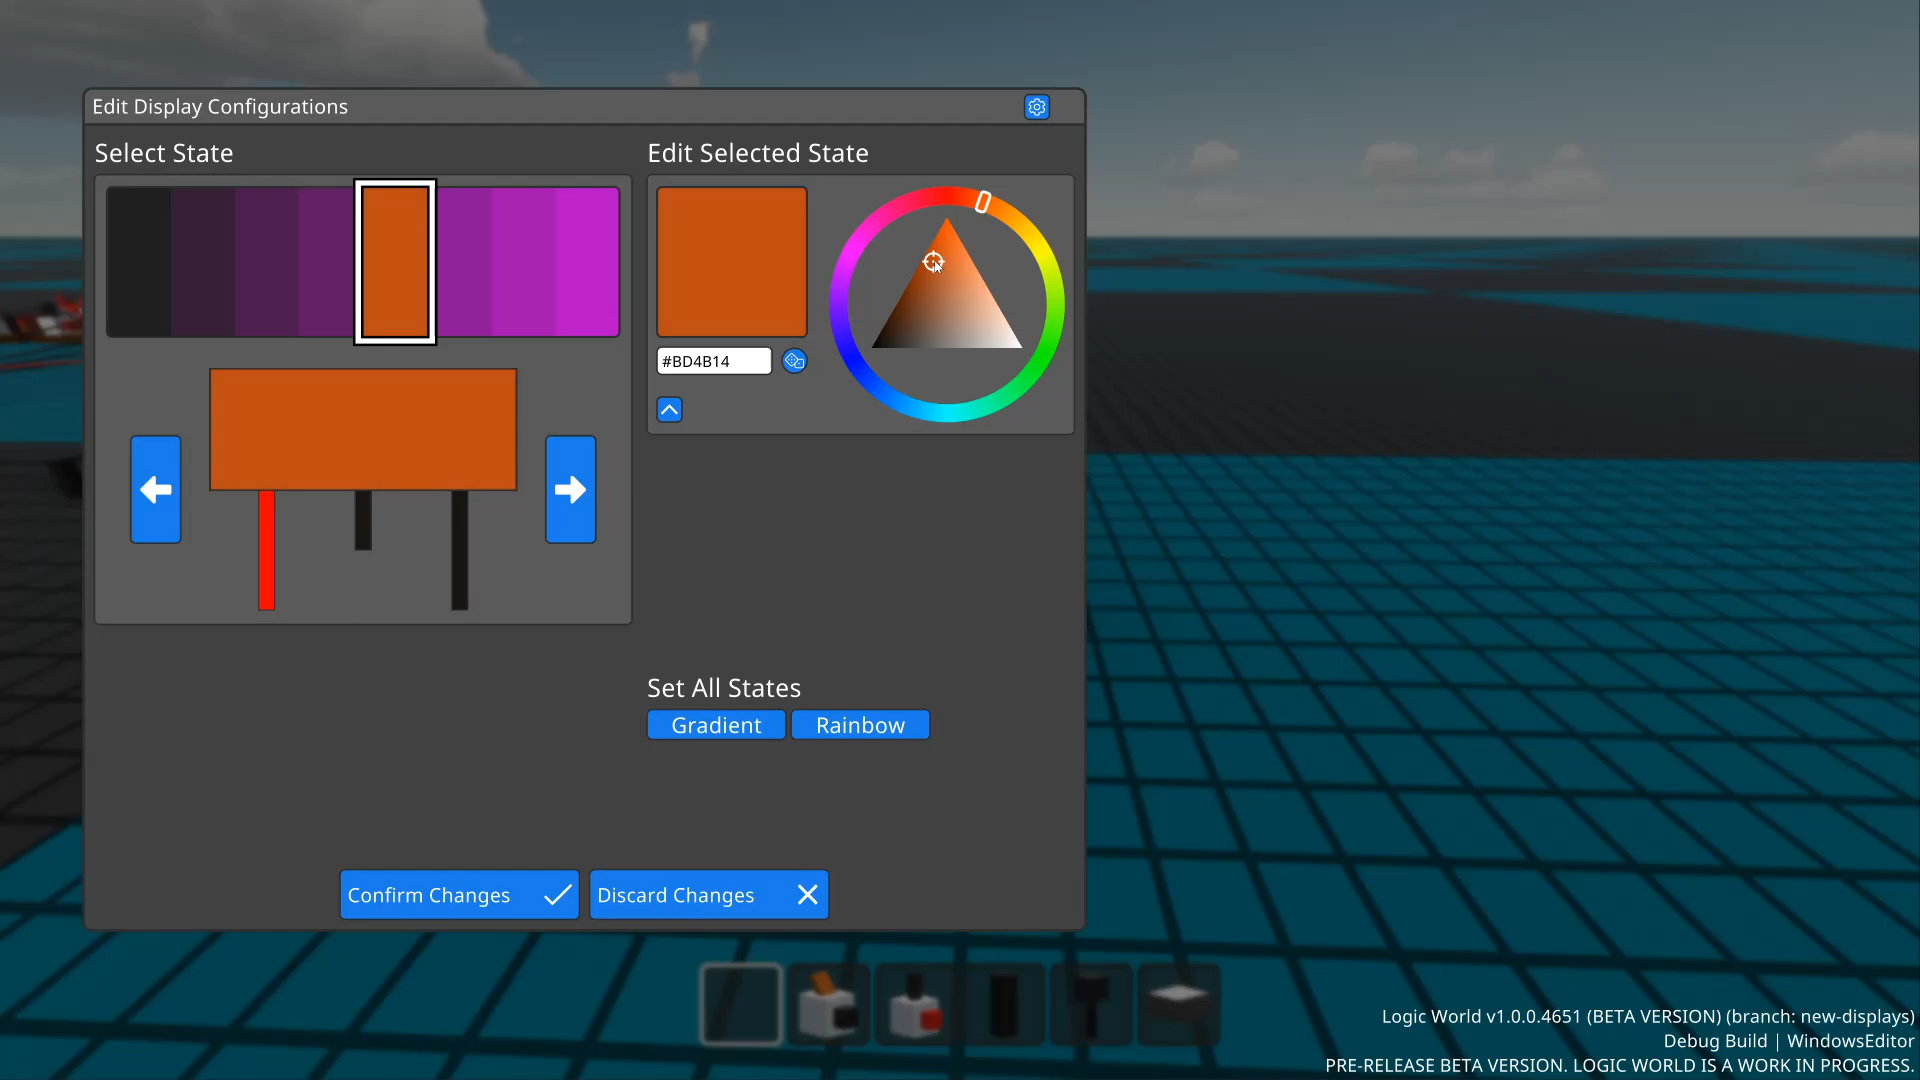 Edit Display Configurations
Select State
Edit Selected State
#BD4B14
Set All States
Gradient
Rainbow
Confirm Changes
Discard Changes
Logic World v1.0.0.4651 (BETA VERSION) (branch: new-displays)
Debug Build | WindowsEditor
PRE-RELEASE BETA VERSION. LOGIC WORLD IS A WORK IN PROGRESS.